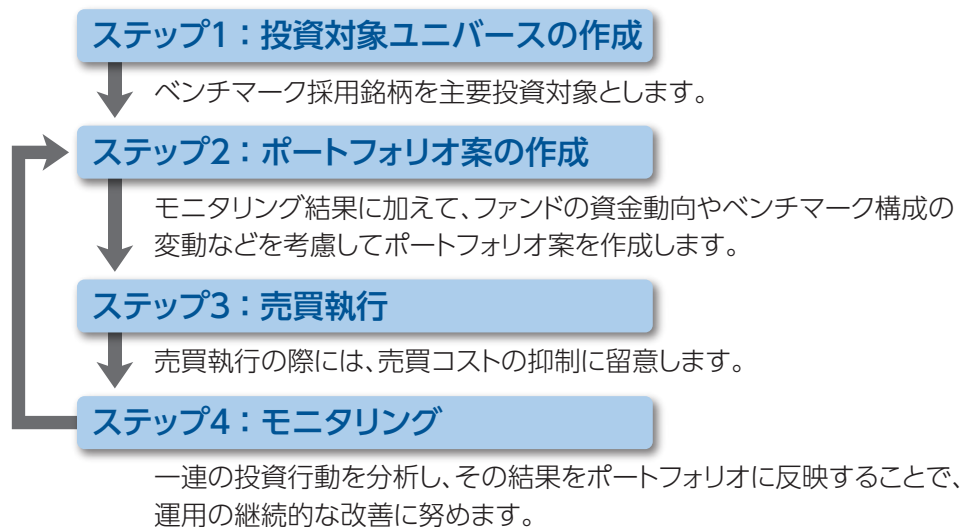 ステップ1：投資対象ユニバースの作成
ベンチマーク採用銘柄を主要投資対象とします。
ステップ2：ポートフォリオ案の作成
モニタリング結果に加えて、ファンドの資金動向やベンチマーク構成の
変動などを考慮してポートフォリオ案を作成します。
ステップ3：売買執行
売買執行の際には、売買コストの抑制に留意します。
ステップ4：モニタリング
一連の投資行動を分析し、その結果をポートフォリオに反映することで、
運用の継続的な改善に努めます。